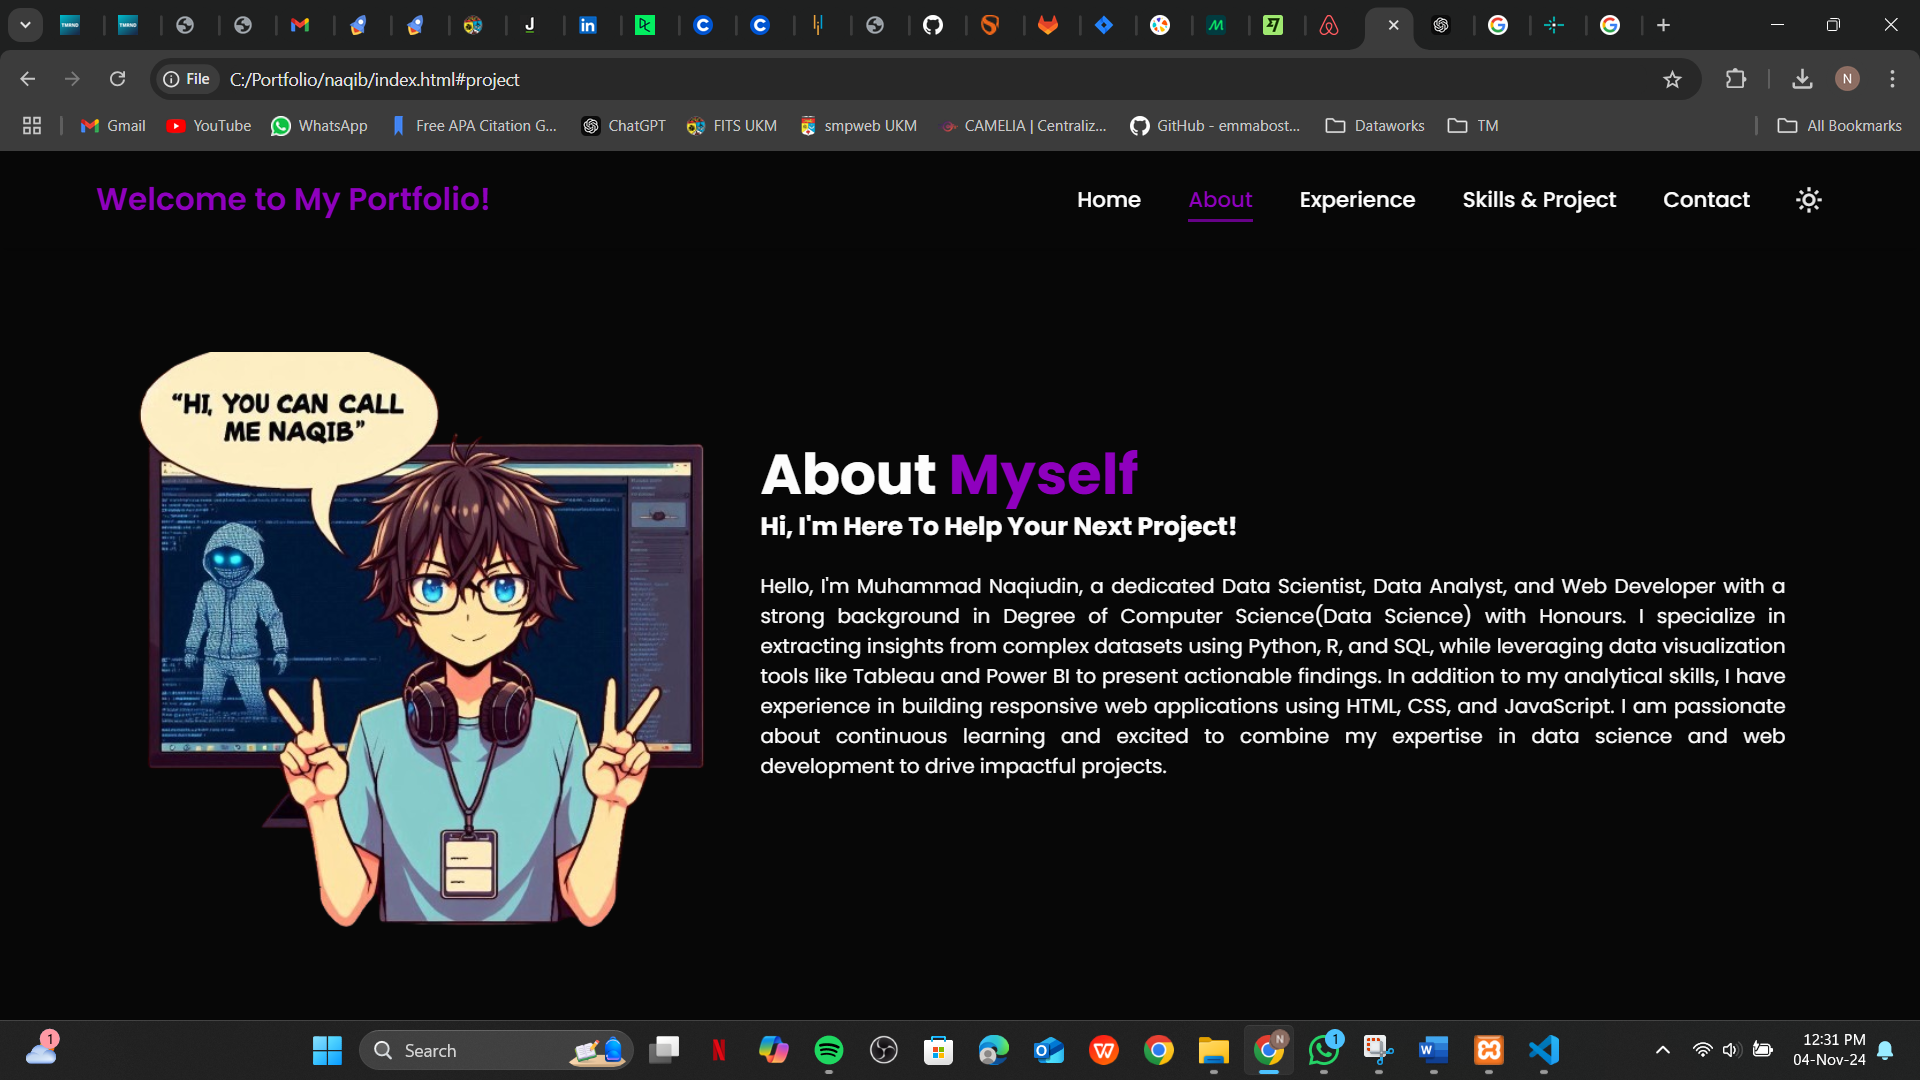 TMRND
TMRND
File
C:/Portfolio/naqib/index.html#project
N
Gmail
YouTube
WhatsApp
Free APA Citation G...
ChatGPT
FITS UKM
smpweb UKM
CAMELIA | Centraliz...
GitHub - emmabost...
Dataworks
TM
All Bookmarks
Welcome to My Portfolio!
Home
About
Experience
Skills & Project
Contact
“HI, YOU CAN CALL
ME NAQIB”
About Myself
Hi, I'm Here To Help Your Next Project!
Hello, I'm Muhammad Naqiudin, a dedicated Data Scientist, Data Analyst, and Web Developer with a
strong background in Degree of Computer Science(Data Science) with Honours. I specialize in
extracting insights from complex datasets using Python, R, and SQL, while leveraging data visualization
tools like Tableau and Power BI to present actionable findings. In addition to my analytical skills, I have
experience in building responsive web applications using HTML, CSS, and JavaScript. I am passionate
about continuous learning and excited to combine my expertise in data science and web
development to drive impactful projects.
1
Search
N
1
12:31 PM
04-Nov-24